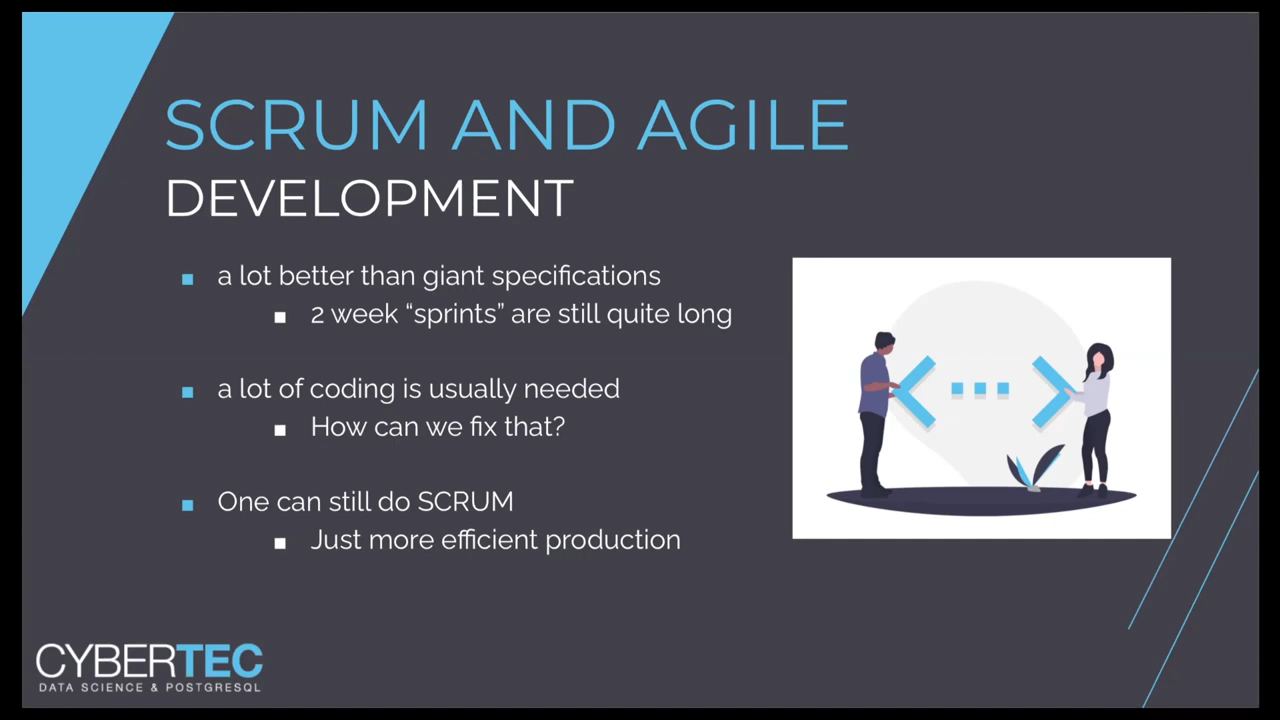 SCRUM AND AGILE
DEVELOPMENT
a lot better than giant specifications
2 week “sprints” are still quite long
a lot of coding is usually needed
How can we fix that?
One can still do SCRUM
Just more efficient production
CYBERTEC
DATA SCIENCE & POSTGRESQL